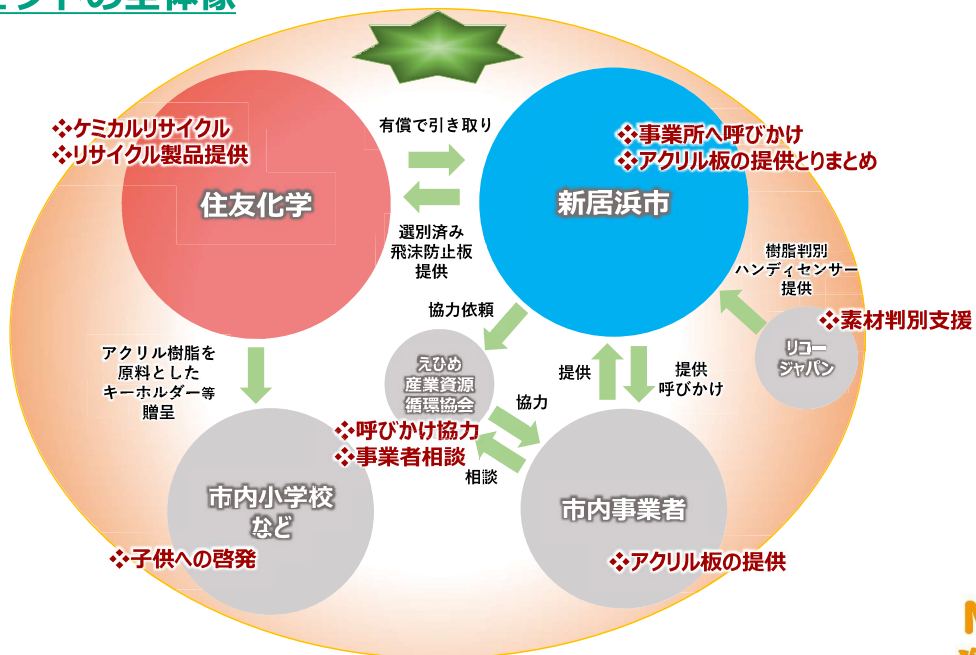 の全体像
有償で引き取り
❖ケミカルリサイクル
❖リサイクル製品提供
住友化学
❖事業所へ呼びかけ
❖アクリル板の提供とりまとめ
新居浜市
選別済み
飛沫防止板
提供
樹脂判別
ハンディセンサー
提供
協力依頼
❖素材判別支援
リコー
ジャパン
アクリル樹脂を
原料とした
キーホルダー等
贈呈
えひめ
産業資源
循環協会
提供
提供
呼びかけ
協力
❖呼びかけ協力
❖事業者相談
相談
市内小学校
など
市内事業者
❖子供への啓発
❖アクリル板の提供